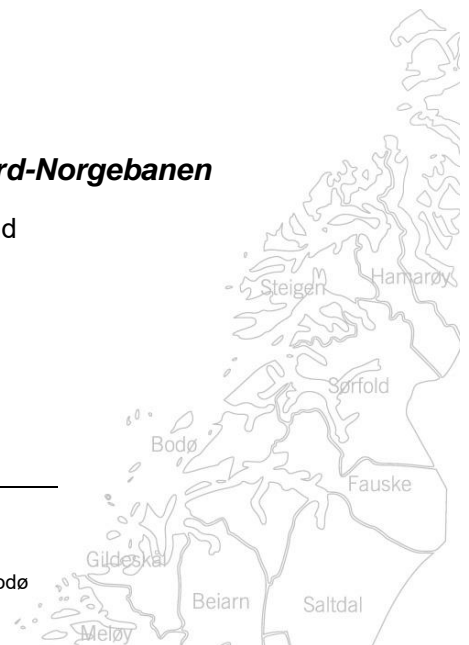 rd-Norgebanen
d
Hamarøy
Steigen
Sørfold
Bodø
Fauske
Gildeskål
odø
Beiarn
Saltdal
Meløy